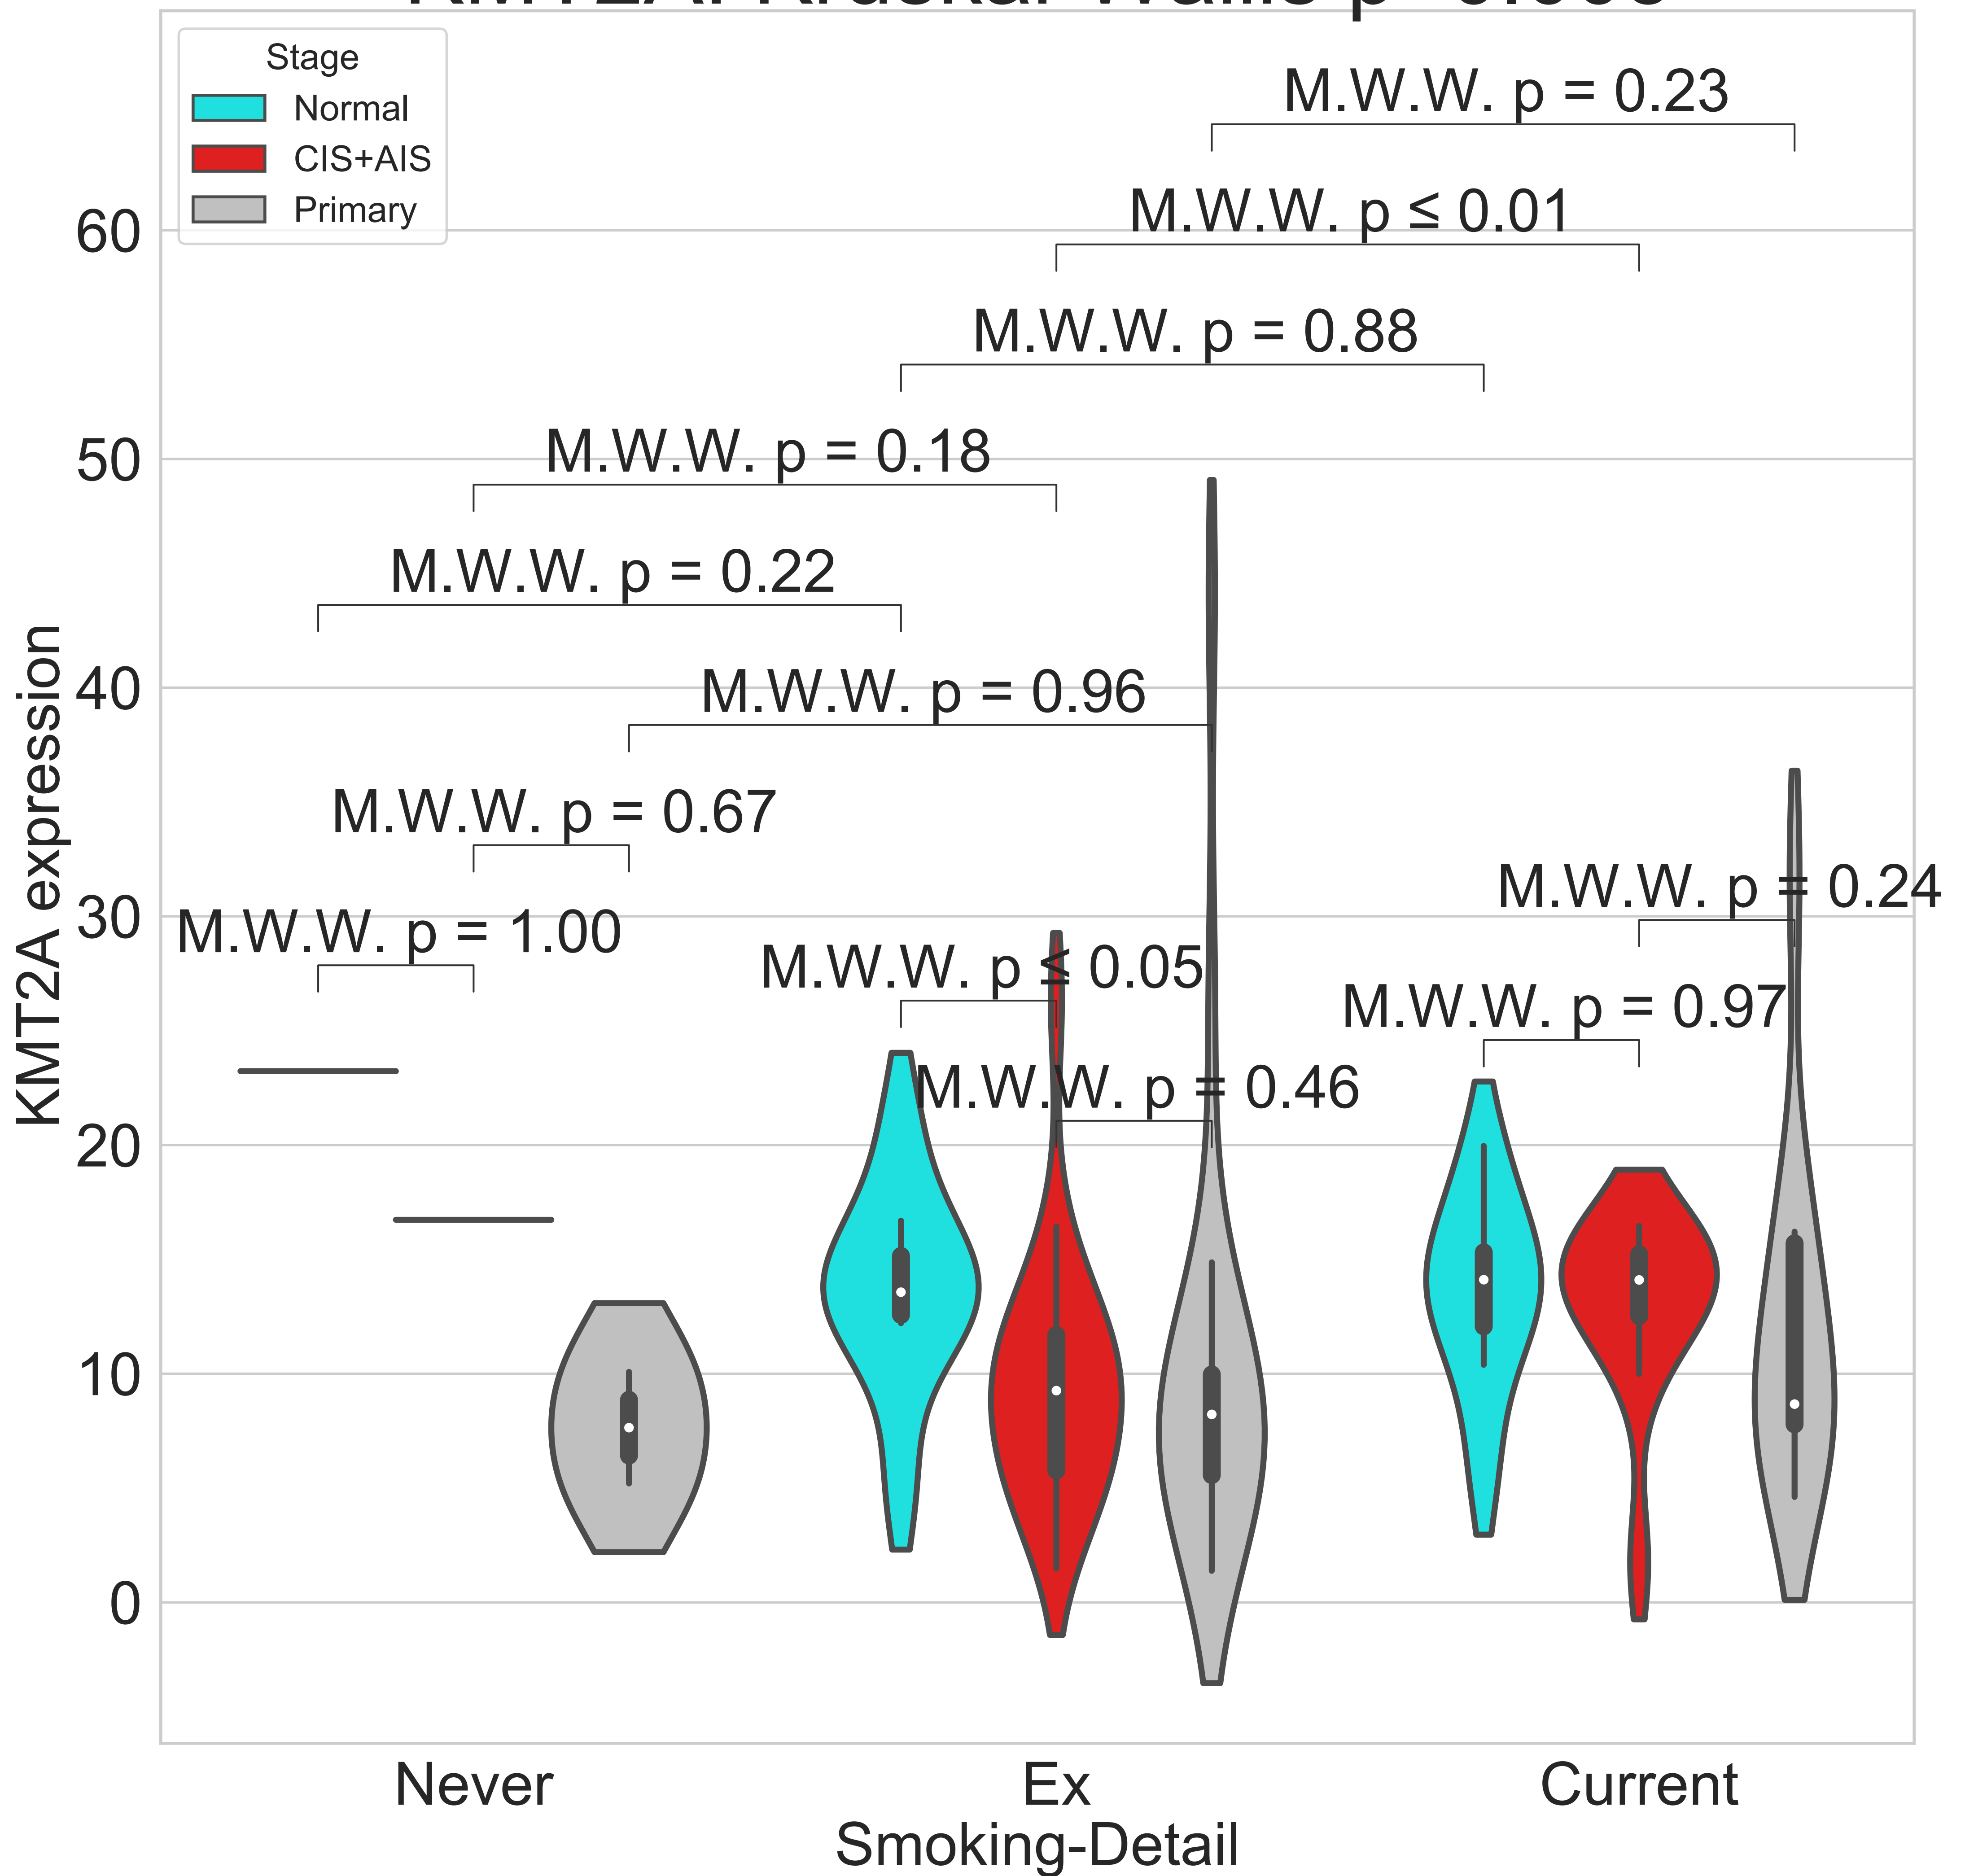 Stage
Normal
CIS+AIS
Primary
M.W.W. p = 0.23
M.W.W. p ≤ 0.01
M.W.W. p = 0.88
M.W.W. p = 0.18
M.W.W. p = 0.22
M.W.W. p = 0.96
M.W.W. p = 0.67
M.W.W. p = 0.24
M.W.W. p = 1.00
M.W.W. p ≤ 0.05
M.W.W. p = 0.97
M.W.W. p = 0.46
KMT2A expression
60
50
40
30
20
10
0
Never
Ex
Current
Smoking-Detail